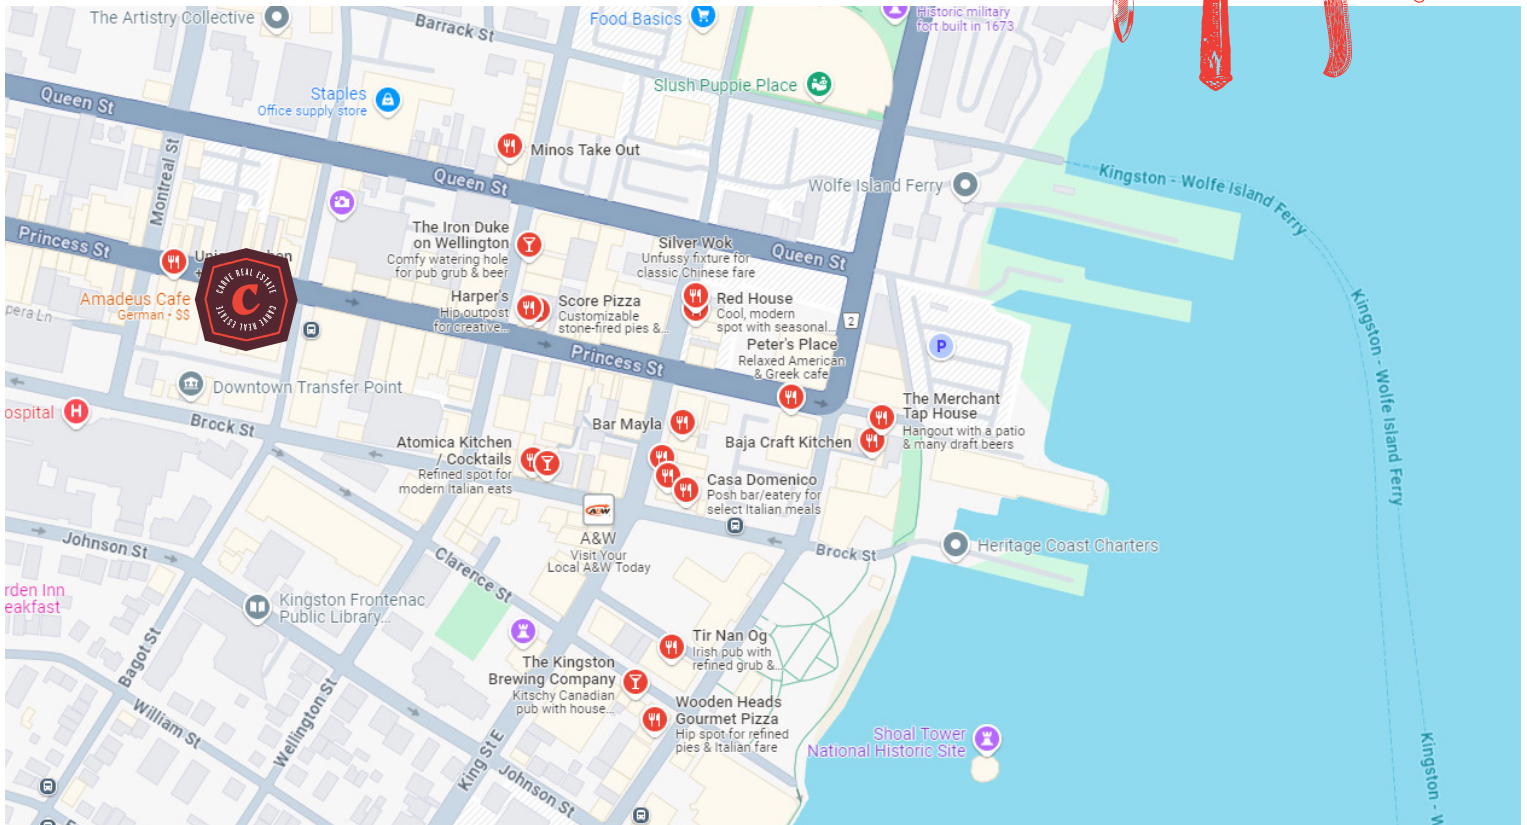 The Artistry Collective
Barrack St
Food Basics
Historic military
fort built in 1673
Slush Puppie Place
Staples
Office supply store
Queen St
Minos Take Out
Montreal St
Queen St
Kingston - Wolfe Island Ferry
Wolfe Island Ferry
Princess St
The Iron Duke
on Wellington
Comfy watering hole
for pub grub & beer
Silver Wok
Unfussy fixture for
classic Chinese fare
Queen St
CARVE REAL ESTATE
C
CARVE REAL ESTATE
Amadeus Cafe
German - $$
pera Ln
Harper's
Hip outpost
for creative...
Score Pizza
Customizable
stone-fired pies &...
Red House
Cool, modern
spot with seasonal...
2
P
Kingston - Wolfe Island Ferry
Peter's Place
Relaxed American
& Greek cafe
Princess St
Downtown Transfer Point
ospital
H
Brock St
The Merchant
Tap House
Hangout with a patio
& many draft beers
Bar Mayla
Baja Craft Kitchen
Atomica Kitchen
/ Cocktails
Refined spot for
modern Italian eats
Casa Domenico
Posh bar/eatery for
select Italian meals
A&W
A&W
Visit Your
Local A&W Today
Johnson St
Brock St
Heritage Coast Charters
Clarence St
rden Inn
eakfast
Kingston Frontenac
Public Library...
Bagot St
Tir Nan Og
Irish pub with
refined grub &...
The Kingston
Brewing Company
Kitschy Canadian
pub with house...
Wooden Heads
Gourmet Pizza
Hip spot for refined
pies & Italian fare
William St
Wellington St
King St E
Johnson St
Shoal Tower
National Historic Site
Kingston - W